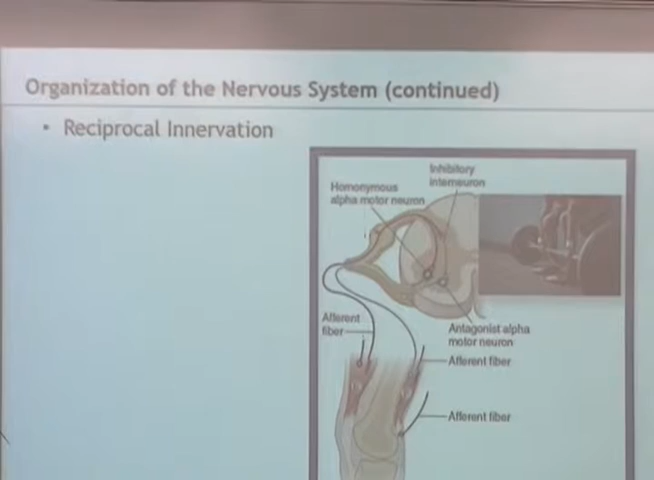 Organization of the Nervous System (continued)
• Reciprocal Innervation
Inhibitory
interneuron
Homonymous
alpha motor neuron
Afferent
fiber
Antagonist alpha
motor neuron
Afferent fiber
Afferent fiber